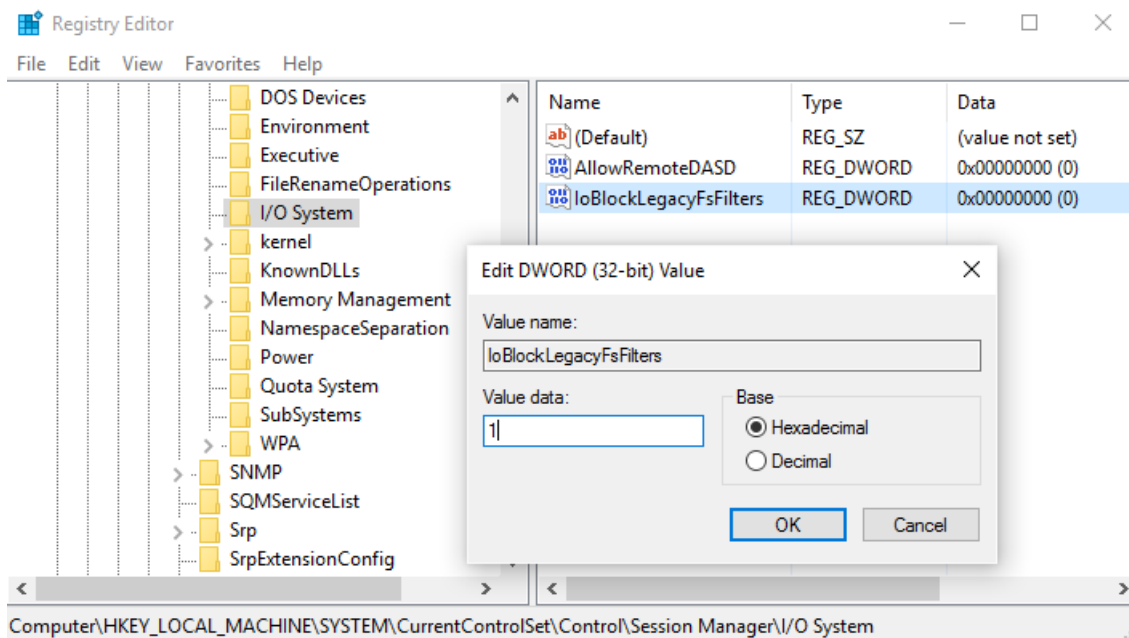 Registry Editor
File Edit View Favorites Help
DOS Devices
Environment
Executive
FileRenameOperations
I/O System
kernel
KnownDLLs
Memory Management
NamespaceSeparation
Power
Quota System
SubSystems
WPA
SNMP
SQMServiceList
Srp
SrpExtensionConfig
Name Type Data
(Default) REG_SZ (value not set)
AllowRemoteDASD REG_DWORD 0x00000000 (0)
IoBlockLegacyFsFilters REG_DWORD 0x00000000 (0)
Edit DWORD (32-bit) Value
Value name:
IoBlockLegacyFsFilters
Value data:
1
Base
Hexadecimal
Decimal
OK Cancel
Computer\HKEY_LOCAL_MACHINE\SYSTEM\CurrentControlSet\Control\Session Manager\I/O System